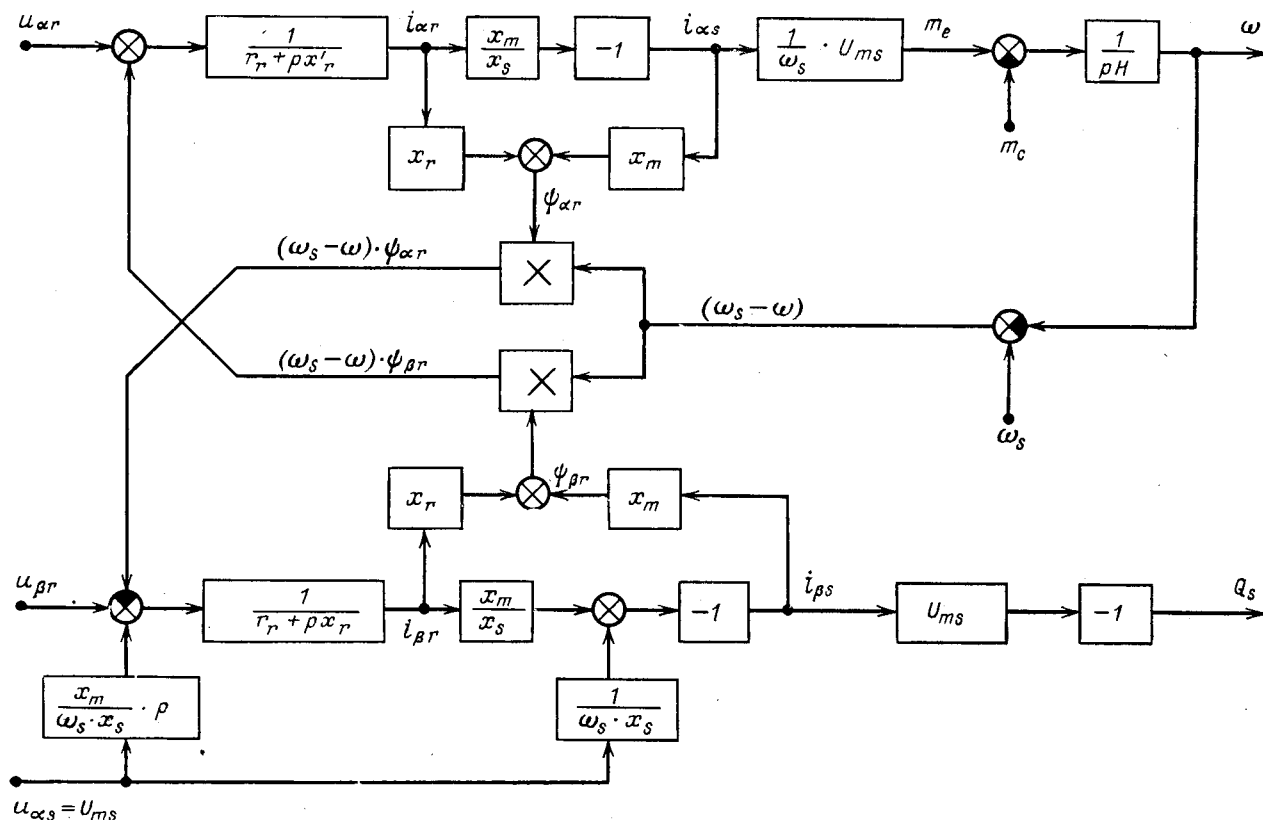 u_αr
1
r_r + px'_r
i_αr
x_m
x_s
-1
i_αs
1
ω_s
· U_ms
m_e
1
pH
ω
x_r
x_m
m_c
ψ_αr
(ω_s − ω)·ψ_αr
×
(ω_s − ω)
(ω_s − ω)·ψ_βr
×
ω_s
ψ_βr
x_r
x_m
u_βr
1
r_r + px_r
i_βr
x_m
x_s
-1
i_βs
U_ms
-1
Q_s
x_m
ω_s · x_s
· p
1
ω_s · x_s
u_αs = U_ms